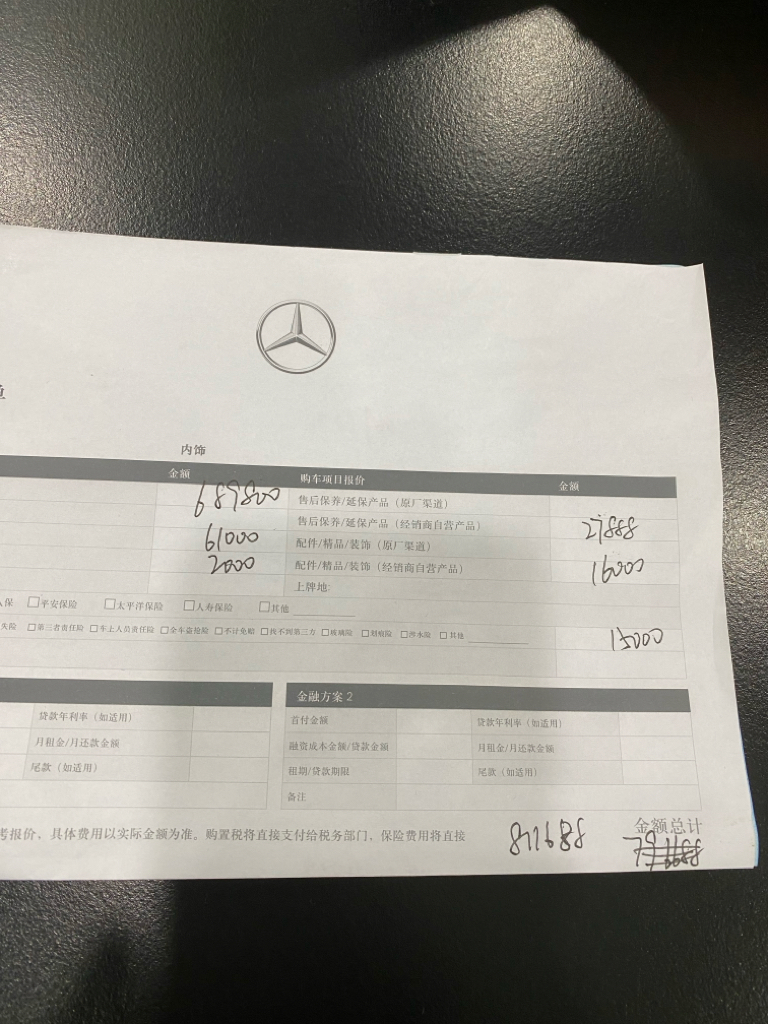 单
内饰
金额 购车项目报价 金额
689800 售后保养/延保产品（原厂渠道）
售后保养/延保产品（经销商自营产品） 27888
61000 配件/精品/装饰（原厂渠道）
2000 配件/精品/装饰（经销商自营产品） 16000
上牌地:
人保 □平安保险 □太平洋保险 □人寿保险 □其他
失险 □第三者责任险 □车上人员责任险 □全车盗抢险 □不计免赔 □找不到第三方 □玻璃险 □划痕险 □涉水险 □其他 15000
金融方案 2
贷款年利率（如适用） 首付金额 贷款年利率（如适用）
月租金/月还款金额 融资成本金额/贷款金额 月租金/月还款金额
尾款（如适用） 租期/贷款期限 尾款（如适用）
备注
考报价，具体费用以实际金额为准。购置税将直接支付给税务部门，保险费用将直接 金额总计
811688